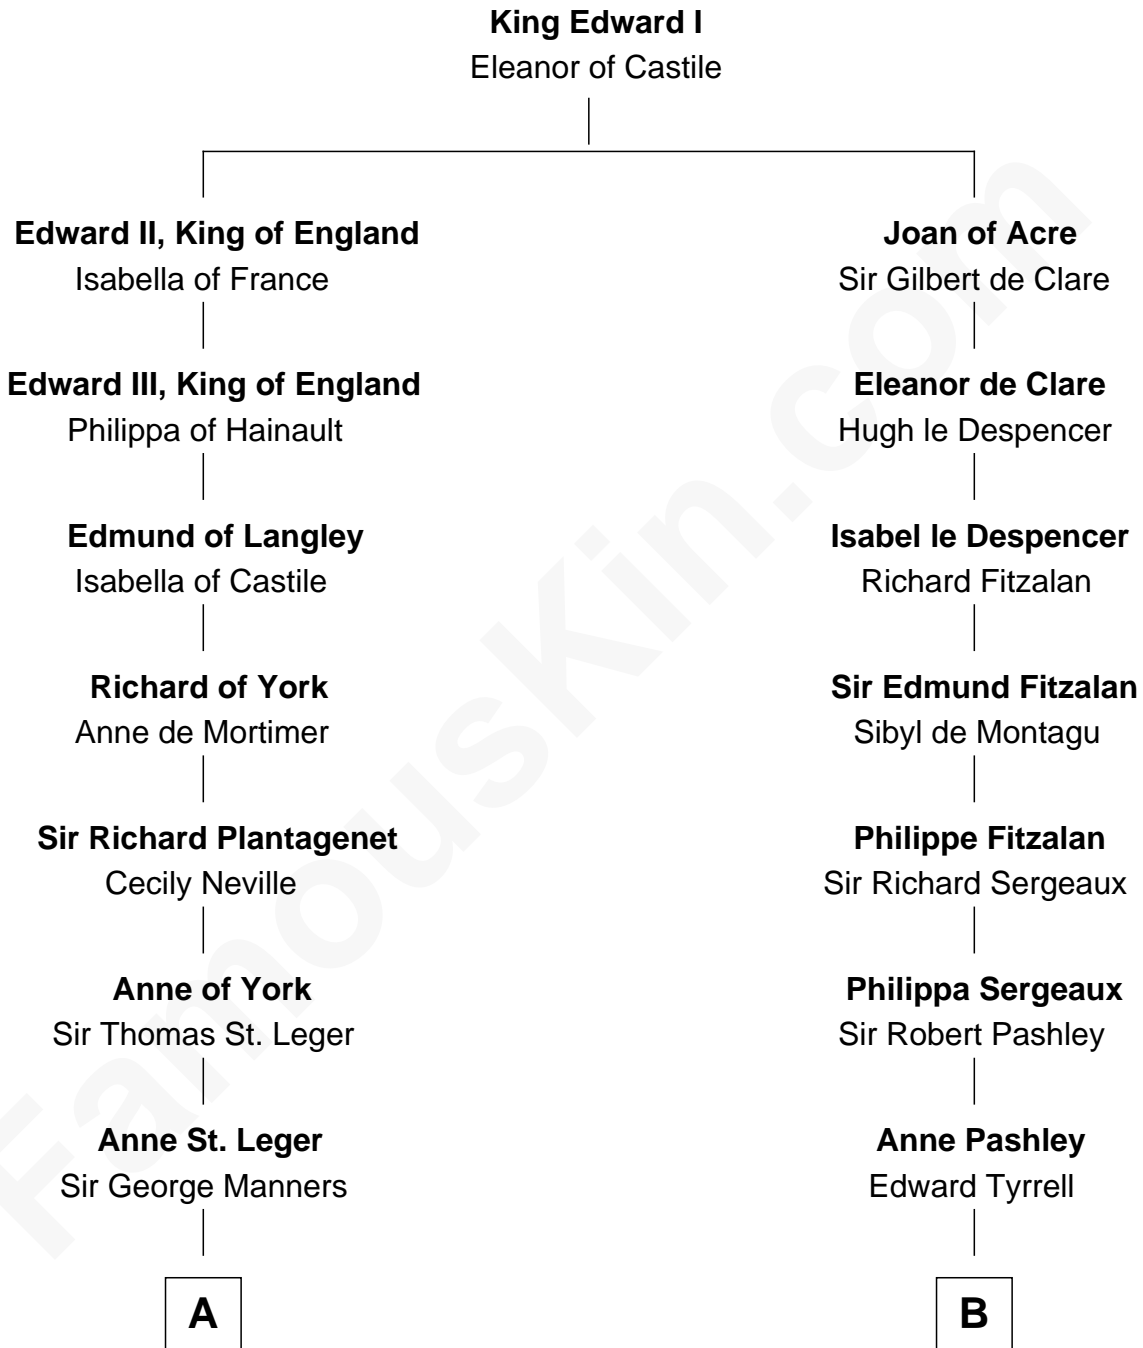 King Edward I
Eleanor of Castile
Edward II, King of England
Isabella of France
Joan of Acre
Sir Gilbert de Clare
Edward III, King of England
Philippa of Hainault
Eleanor de Clare
Hugh le Despencer
Edmund of Langley
Isabella of Castile
Isabel le Despencer
Richard Fitzalan
Richard of York
Anne de Mortimer
Sir Edmund Fitzalan
Sibyl de Montagu
Sir Richard Plantagenet
Cecily Neville
Philippe Fitzalan
Sir Richard Sergeaux
Anne of York
Sir Thomas St. Leger
Philippa Sergeaux
Sir Robert Pashley
Anne St. Leger
Sir George Manners
Anne Pashley
Edward Tyrrell
A
B
FamousKin.com